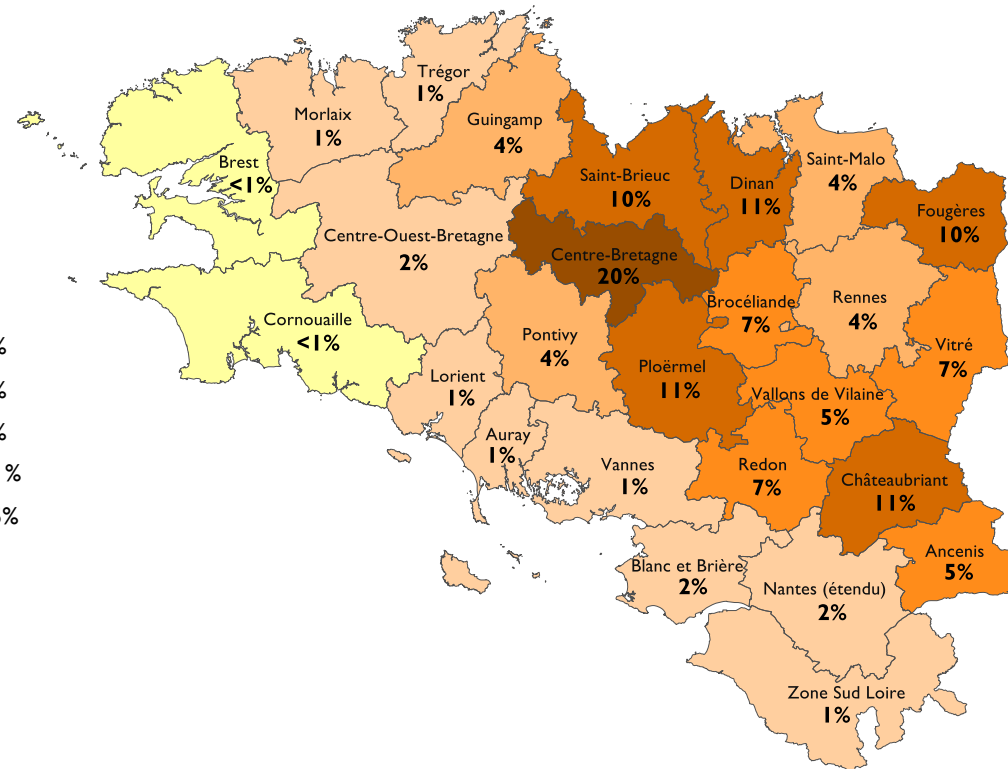 Trégor
1%
Morlaix
1%
Guingamp
4%
Brest
<1%
Saint-Brieuc
10%
Dinan
11%
Saint-Malo
4%
Fougères
10%
Centre-Ouest-Bretagne
2%
Centre-Bretagne
20%
Brocéliande
7%
Rennes
4%
Cornouaille
<1%
Pontivy
4%
Vitré
7%
%
Lorient
1%
Ploërmel
11%
Vallons de Vilaine
5%
%
Auray
1%
%
Vannes
1%
Redon
7%
Châteaubriant
11%
%
%
Ancenis
5%
Blanc et Brière
2%
Nantes (étendu)
2%
Zone Sud Loire
1%